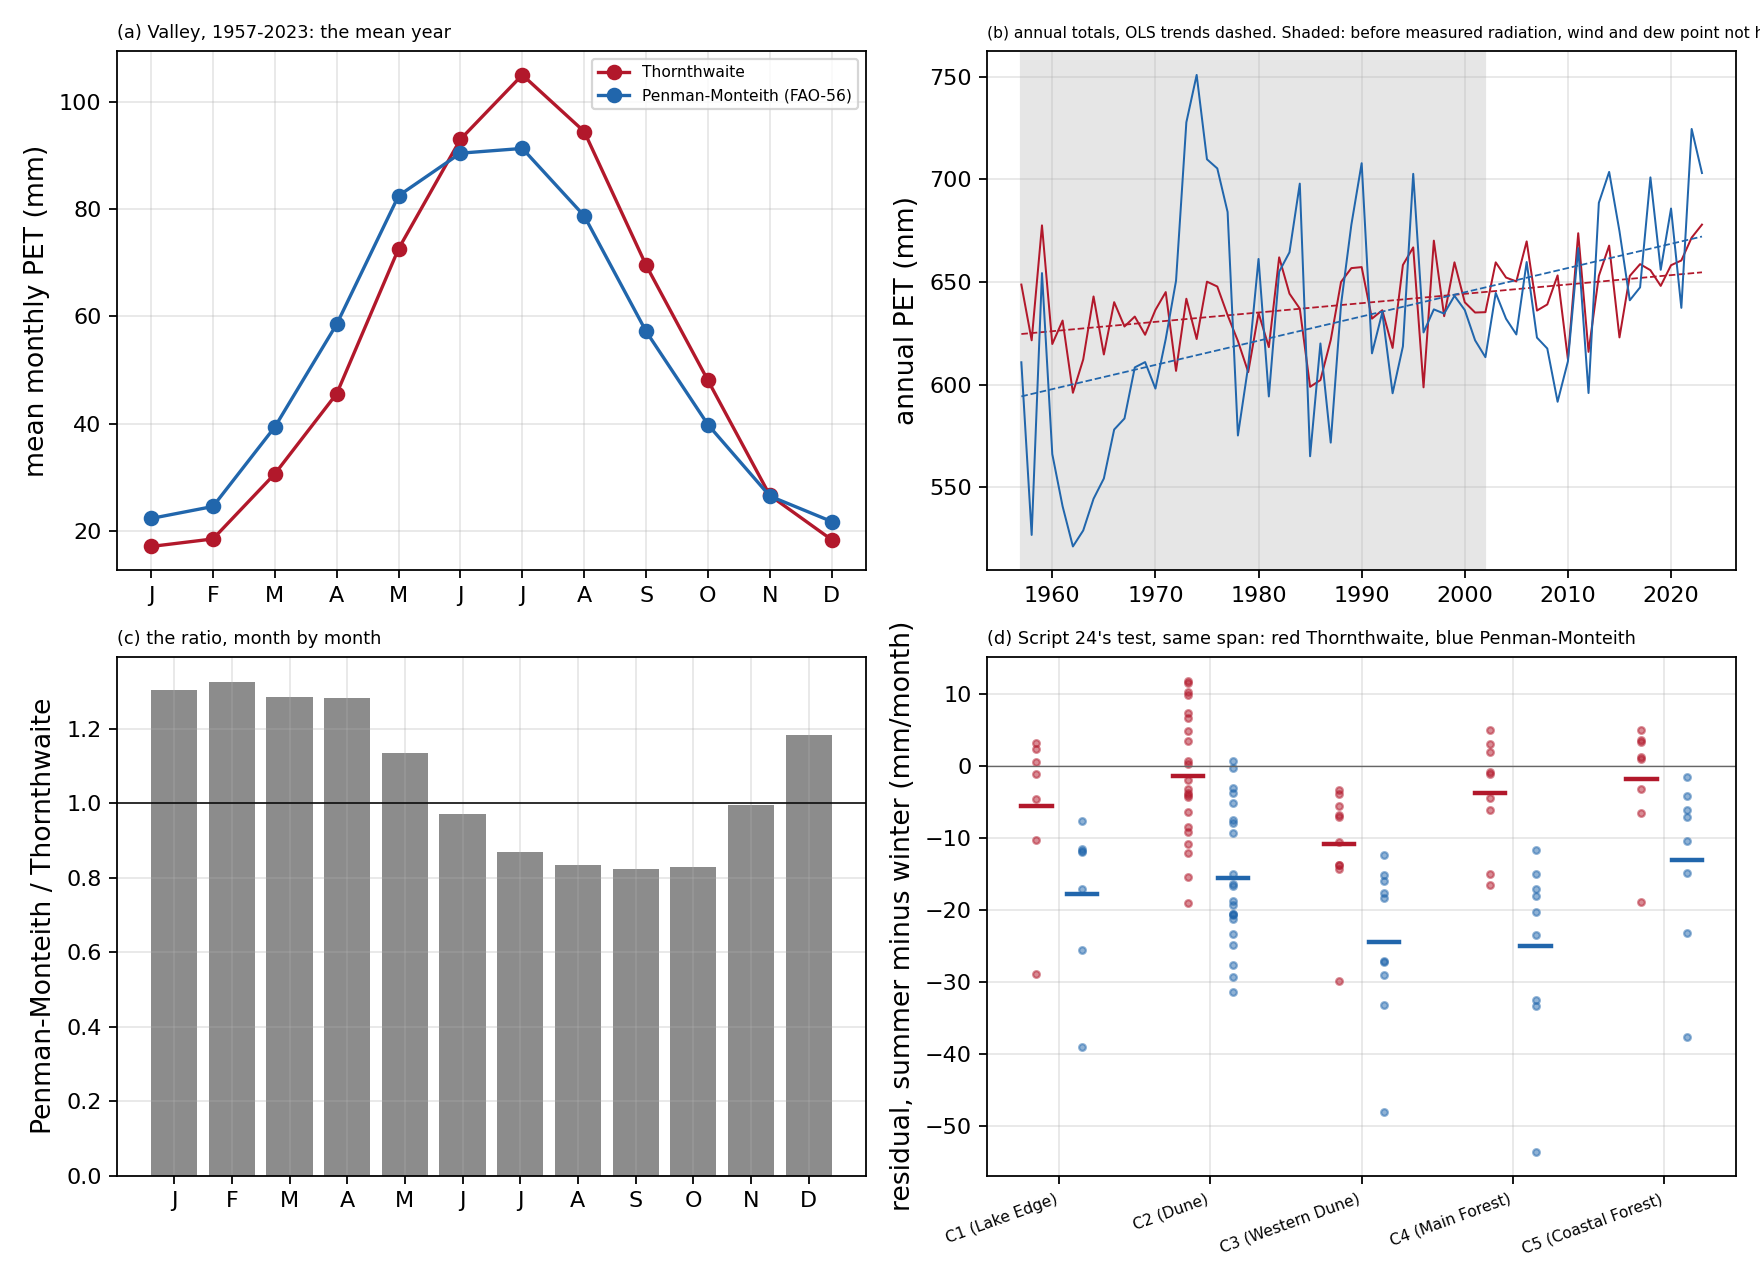 (a) Valley, 1957-2023: the mean year
mean monthly PET (mm)
100
80
60
40
20
Thornthwaite
Penman-Monteith (FAO-56)
J F M A M J J A S O N D
(b) annual totals, OLS trends dashed. Shaded: before measured radiation, wind and dew point not
annual PET (mm)
750
700
650
600
550
1960 1970 1980 1990 2000 2010 2020
(c) the ratio, month by month
Penman-Monteith / Thornthwaite
1.2
1.0
0.8
0.6
0.4
0.2
0.0
J F M A M J J A S O N D
(d) Script 24's test, same span: red Thornthwaite, blue Penman-Monteith
residual, summer minus winter (mm/month)
10
0
−10
−20
−30
−40
−50
C1 (Lake Edge)
C2 (Dune)
C3 (Western Dune)
C4 (Main Forest)
C5 (Coastal Forest)